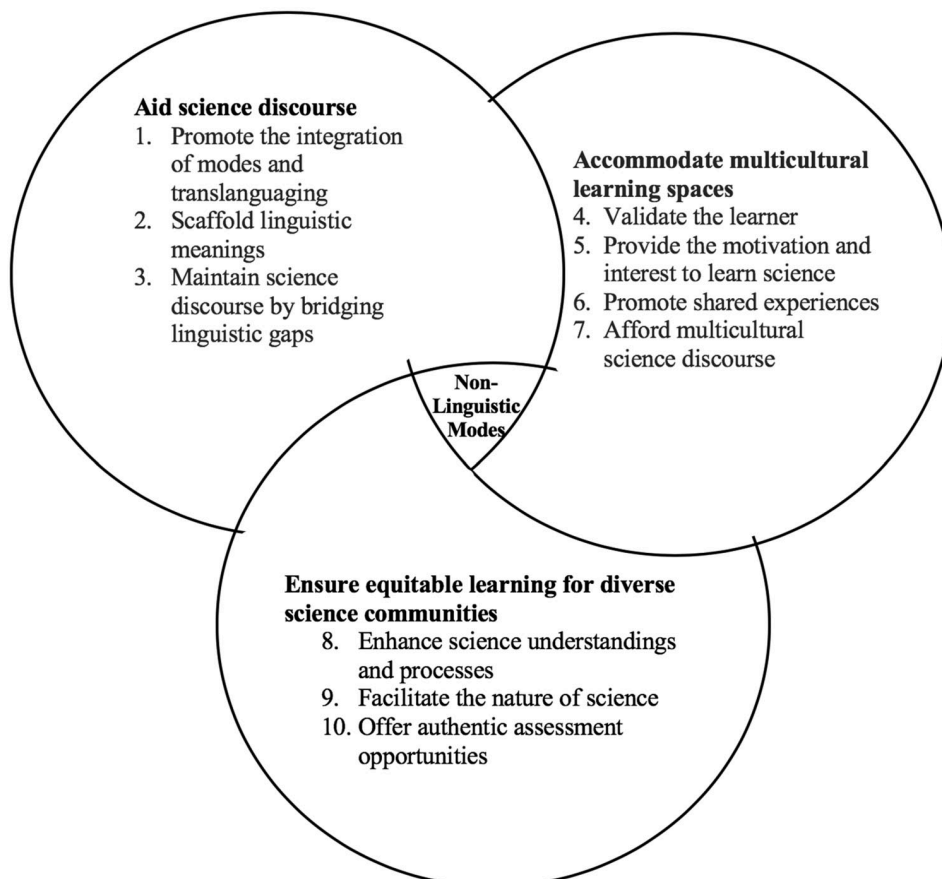 Aid science discourse
1. Promote the integration
of modes and
translanguaging
2. Scaffold linguistic
meanings
3. Maintain science
discourse by bridging
linguistic gaps
Accommodate multicultural
learning spaces
4. Validate the learner
5. Provide the motivation and
interest to learn science
6. Promote shared experiences
7. Afford multicultural
science discourse
Non-
Linguistic
Modes
Ensure equitable learning for diverse
science communities
8. Enhance science understandings
and processes
9. Facilitate the nature of science
10. Offer authentic assessment
opportunities